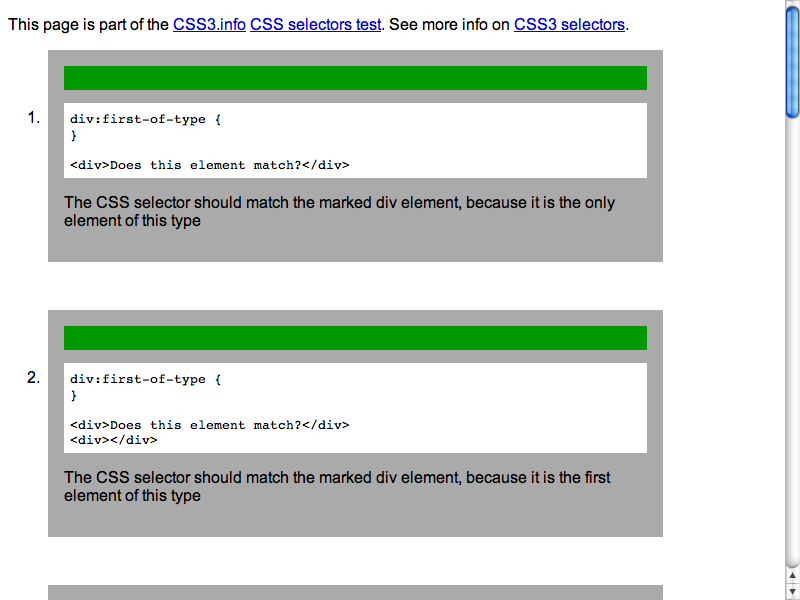 This page is part of the CSS3.info CSS selectors test. See more info on CSS3 selectors.
1.
div:first-of-type {
}
<div>Does this element match?</div>
The CSS selector should match the marked div element, because it is the only
element of this type
2.
div:first-of-type {
}
<div>Does this element match?</div>
<div></div>
The CSS selector should match the marked div element, because it is the first
element of this type